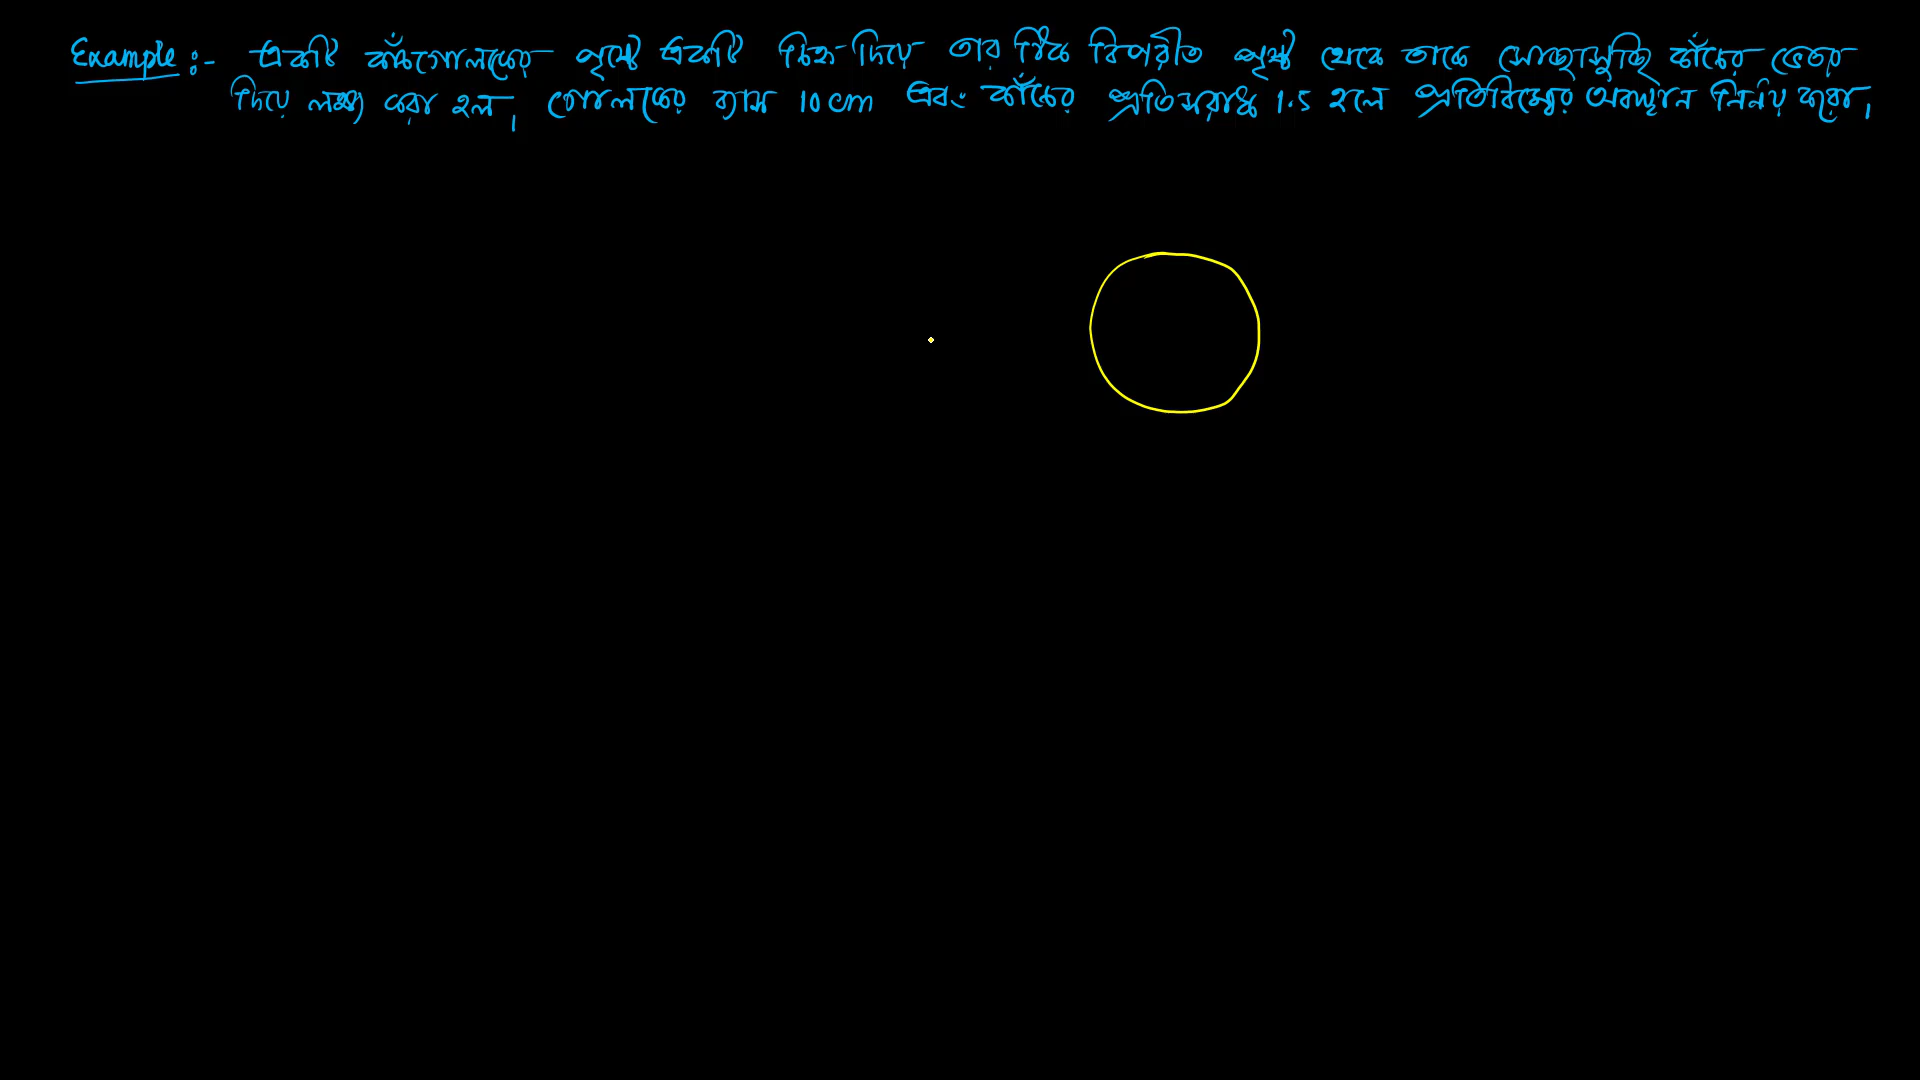 Example :- একটি কাঁচগোলকের পৃষ্ঠে একটি চিহ্ন দিয়ে তার ঠিক বিপরীত পৃষ্ঠ থেকে তাকে সোজাসুজি কাঁচের ভেতর
দিয়ে লক্ষ্য করা হল। গোলকের ব্যাস 10 cm এবং কাঁচের প্রতিসরাঙ্ক 1.5 হলে প্রতিবিম্বের অবস্থান নির্ণয় করো।